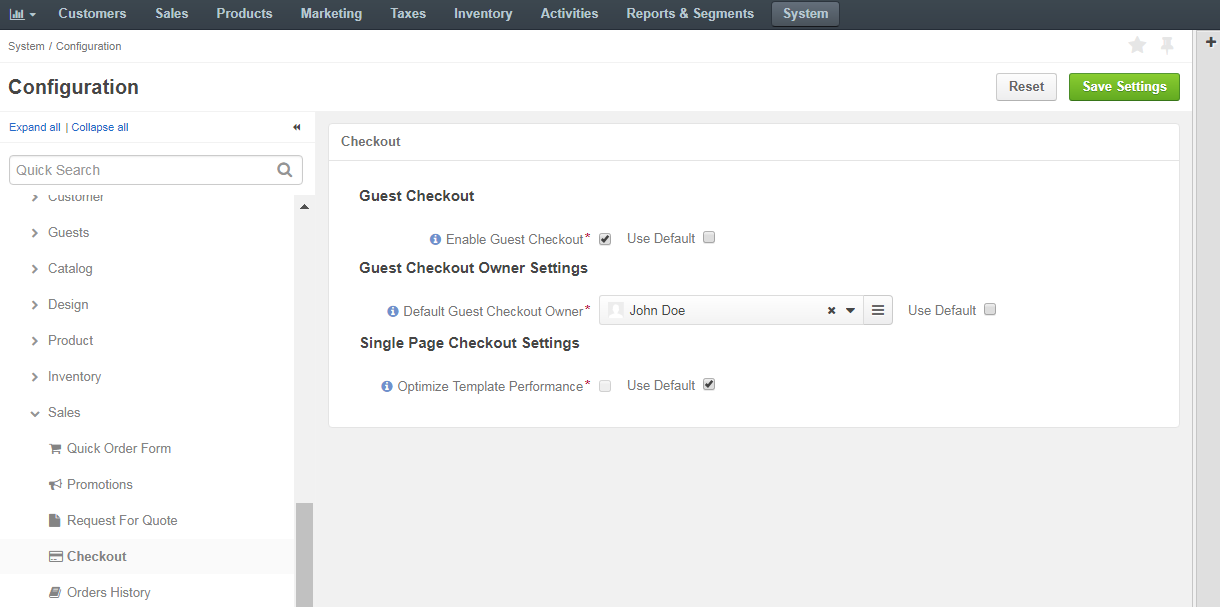 Customers Sales Products Marketing Taxes Inventory Activities Reports & Segments System
System / Configuration
Configuration
Reset Save Settings
Expand all | Collapse all
Quick Search
Customer
Guests
Catalog
Design
Product
Inventory
Sales
Quick Order Form
Promotions
Request For Quote
Checkout
Orders History
Checkout
Guest Checkout
Enable Guest Checkout* Use Default
Guest Checkout Owner Settings
Default Guest Checkout Owner* John Doe Use Default
Single Page Checkout Settings
Optimize Template Performance* Use Default